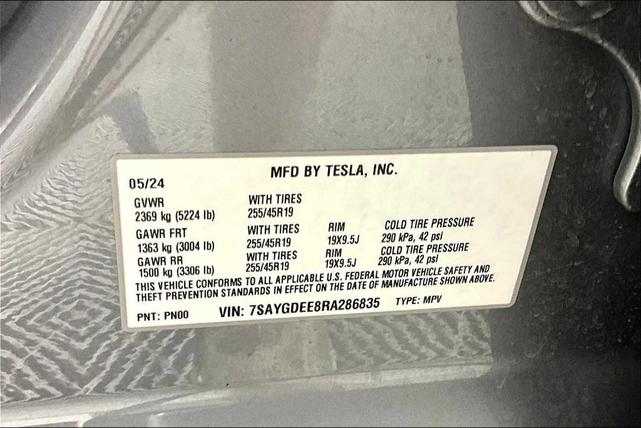 MFD BY TESLA, INC.
05/24
GVWR WITH TIRES
2369 kg (5224 lb) 255/45R19
GAWR FRT WITH TIRES RIM COLD TIRE PRESSURE
1363 kg (3004 lb) 255/45R19 19X9.5J 290 kPa, 42 psi
GAWR RR WITH TIRES RIM COLD TIRE PRESSURE
1500 kg (3306 lb) 255/45R19 19X9.5J 290 kPa, 42 psi
THIS VEHICLE CONFORMS TO ALL APPLICABLE U.S. FEDERAL MOTOR VEHICLE SAFETY AND
THEFT PREVENTION STANDARDS IN EFFECT ON THE DATE OF MANUFACTURE SHOWN ABOVE.
PNT: PN00 VIN: 7SAYGDEE8RA286835 TYPE: MPV